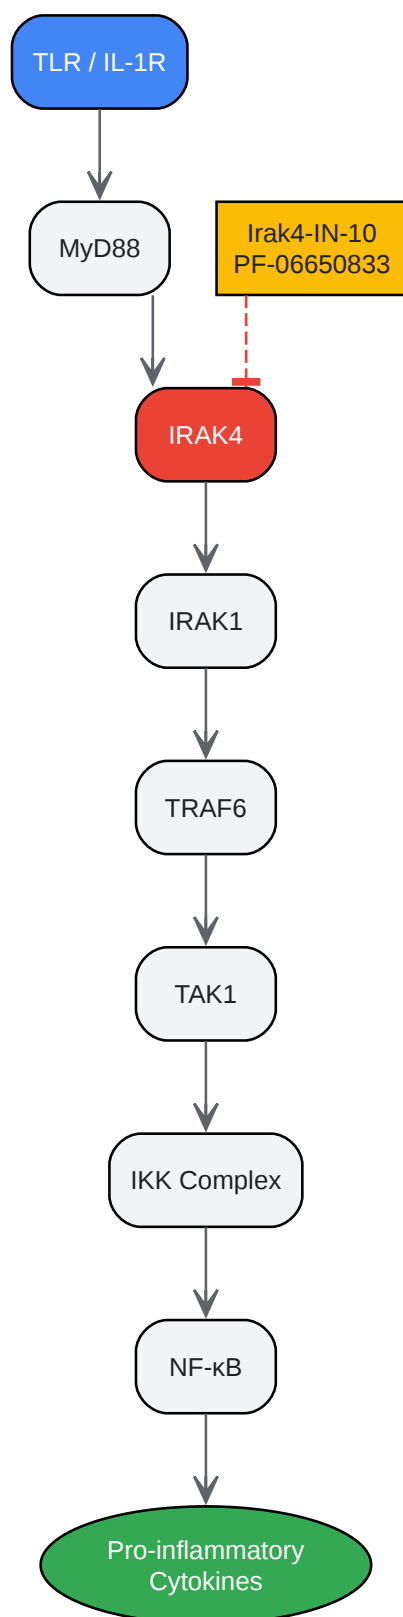 TLR / IL-1R
MyD88
Irak4-IN-10
PF-06650833
IRAK4
IRAK1
TRAF6
TAK1
IKK Complex
NF-κB
Pro-inflammatory
Cytokines